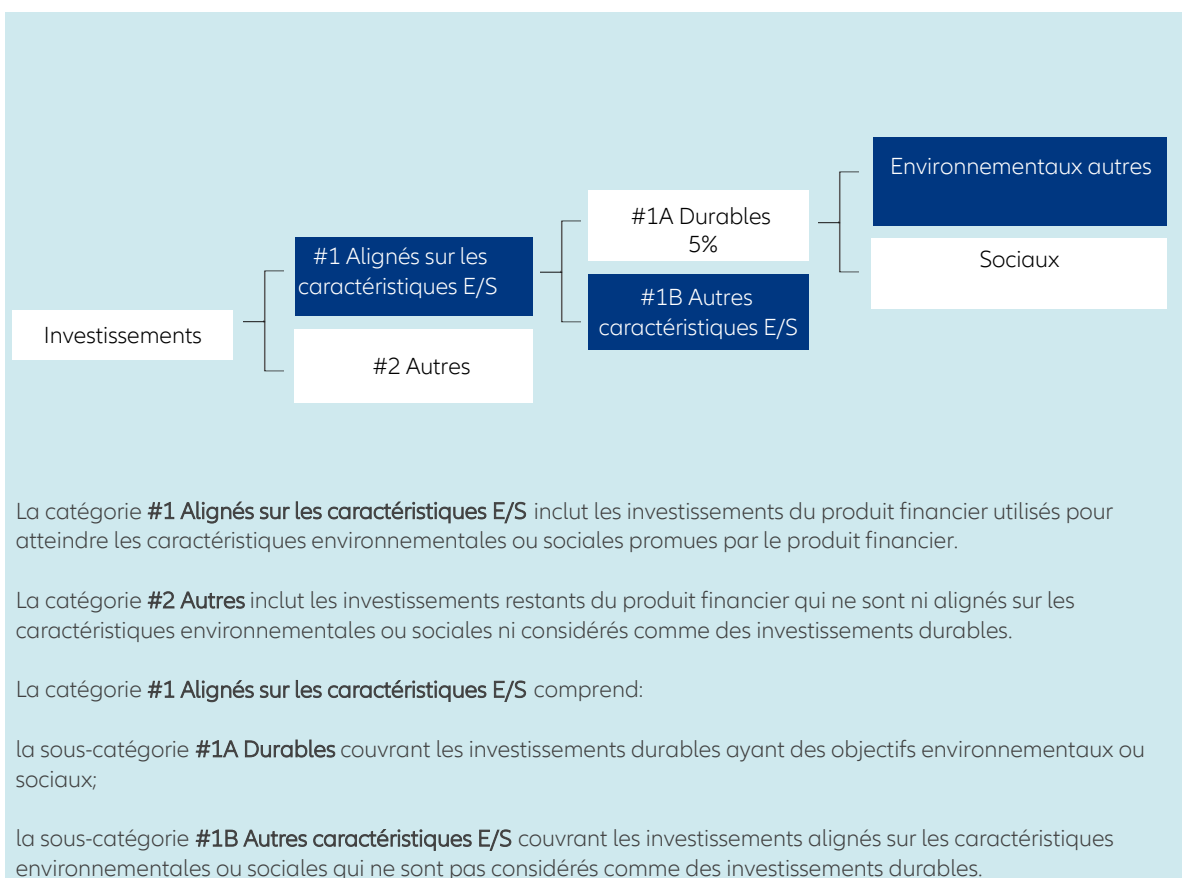 Investissements
#1 Alignés sur les
caractéristiques E/S
#2 Autres
#1A Durables
5%
#1B Autres
caractéristiques E/S
Environnementaux autres
Sociaux
La catégorie #1 Alignés sur les caractéristiques E/S inclut les investissements du produit financier utilisés pour
atteindre les caractéristiques environnementales ou sociales promues par le produit financier.
La catégorie #2 Autres inclut les investissements restants du produit financier qui ne sont ni alignés sur les
caractéristiques environnementales ou sociales ni considérés comme des investissements durables.
La catégorie #1 Alignés sur les caractéristiques E/S comprend:
la sous-catégorie #1A Durables couvrant les investissements durables ayant des objectifs environnementaux ou
sociaux;
la sous-catégorie #1B Autres caractéristiques E/S couvrant les investissements alignés sur les caractéristiques
environnementales ou sociales qui ne sont pas considérés comme des investissements durables.